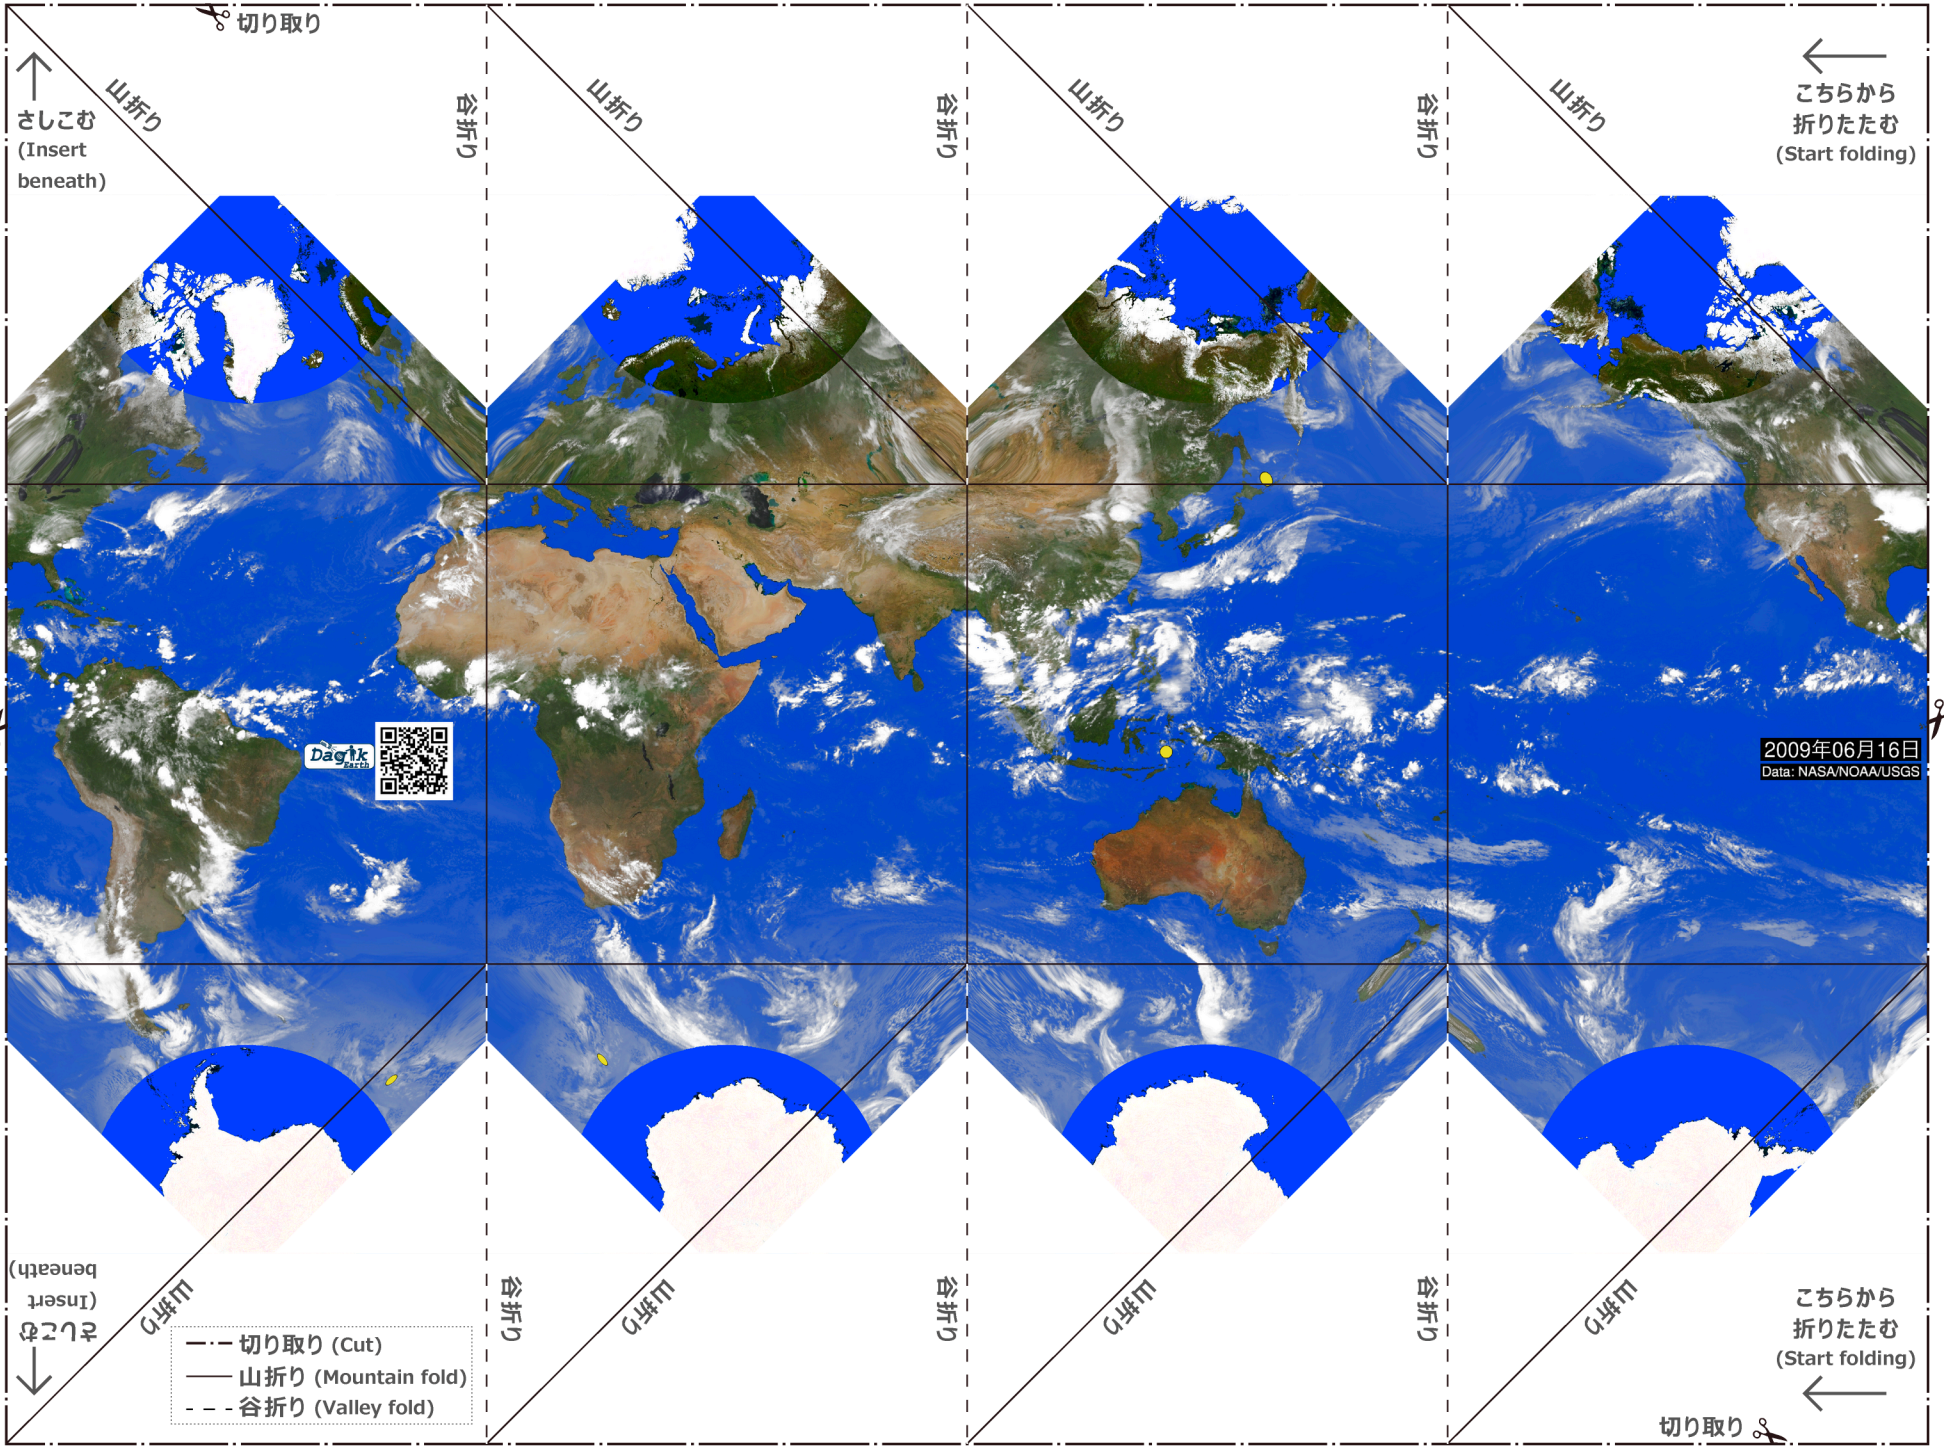 切り取り
山折り
谷折り
山折り
谷折り
山折り
谷折り
山折り
さしこむ
(Insert
beneath)
こちらから
折りたたむ
(Start folding)
Dagik
Earth
2009年06月16日
Data: NASA/NOAA/USGS
さしこむ
(Insert
beneath)
山折り
谷折り
山折り
谷折り
山折り
谷折り
山折り
こちらから
折りたたむ
(Start folding)
切り取り (Cut)
山折り (Mountain fold)
谷折り (Valley fold)
切り取り